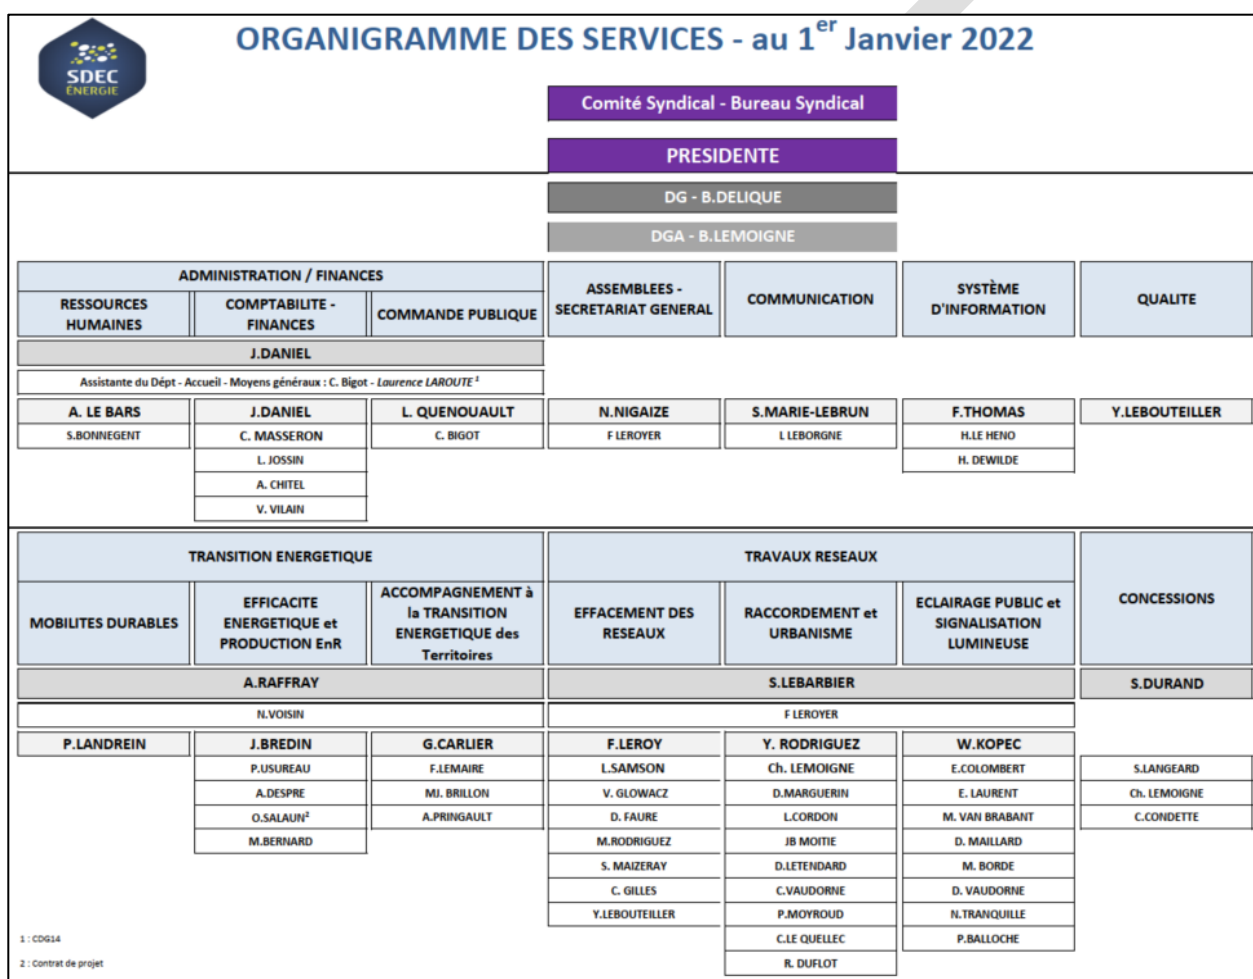 SDEC
ÉNERGIE
ORGANIGRAMME DES SERVICES - au 1er Janvier 2022
Comité Syndical - Bureau Syndical
PRESIDENTE
DG - B.DELIQUE
DGA - B.LEMOIGNE
ADMINISTRATION / FINANCES
RESSOURCES
HUMAINES
COMPTABILITE -
FINANCES
COMMANDE PUBLIQUE
ASSEMBLEES -
SECRETARIAT GENERAL
COMMUNICATION
SYSTÈME
D'INFORMATION
QUALITE
J.DANIEL
Assistante du Dépt - Accueil - Moyens généraux : C. Bigot - Laurence LAROUTE 1
A. LE BARS
J.DANIEL
L. QUENOUAULT
N.NIGAIZE
S.MARIE-LEBRUN
F.THOMAS
Y.LEBOUTEILLER
S.BONNEGENT
C. MASSERON
C. BIGOT
F LEROYER
L LEBORGNE
H.LE HENO
L. JOSSIN
H. DEWILDE
A. CHITEL
V. VILAIN
TRANSITION ENERGETIQUE
TRAVAUX RESEAUX
CONCESSIONS
MOBILITES DURABLES
EFFICACITE
ENERGETIQUE et
PRODUCTION EnR
ACCOMPAGNEMENT à
la TRANSITION
ENERGETIQUE des
Territoires
EFFACEMENT DES
RESEAUX
RACCORDEMENT et
URBANISME
ECLAIRAGE PUBLIC et
SIGNALISATION
LUMINEUSE
A.RAFFRAY
S.LEBARBIER
S.DURAND
N.VOISIN
F LEROYER
P.LANDREIN
J.BREDIN
G.CARLIER
F.LEROY
Y. RODRIGUEZ
W.KOPEC
P.USUREAU
F.LEMAIRE
L.SAMSON
Ch. LEMOIGNE
E.COLOMBERT
S.LANGEARD
A.DESPRE
MJ. BRILLON
V. GLOWACZ
D.MARGUERIN
E. LAURENT
Ch. LEMOIGNE
O.SALAUN2
A.PRINGAULT
D. FAURE
L.CORDON
M. VAN BRABANT
C.CONDETTE
M.BERNARD
M.RODRIGUEZ
JB MOITIE
D. MAILLARD
S. MAIZERAY
D.LETENDARD
M. BORDE
C. GILLES
C.VAUDORNE
D. VAUDORNE
Y.LEBOUTEILLER
P.MOYROUD
N.TRANQUILLE
C.LE QUELLEC
P.BALLOCHE
R. DUFLOT
1 : CDG14
2 : Contrat de projet